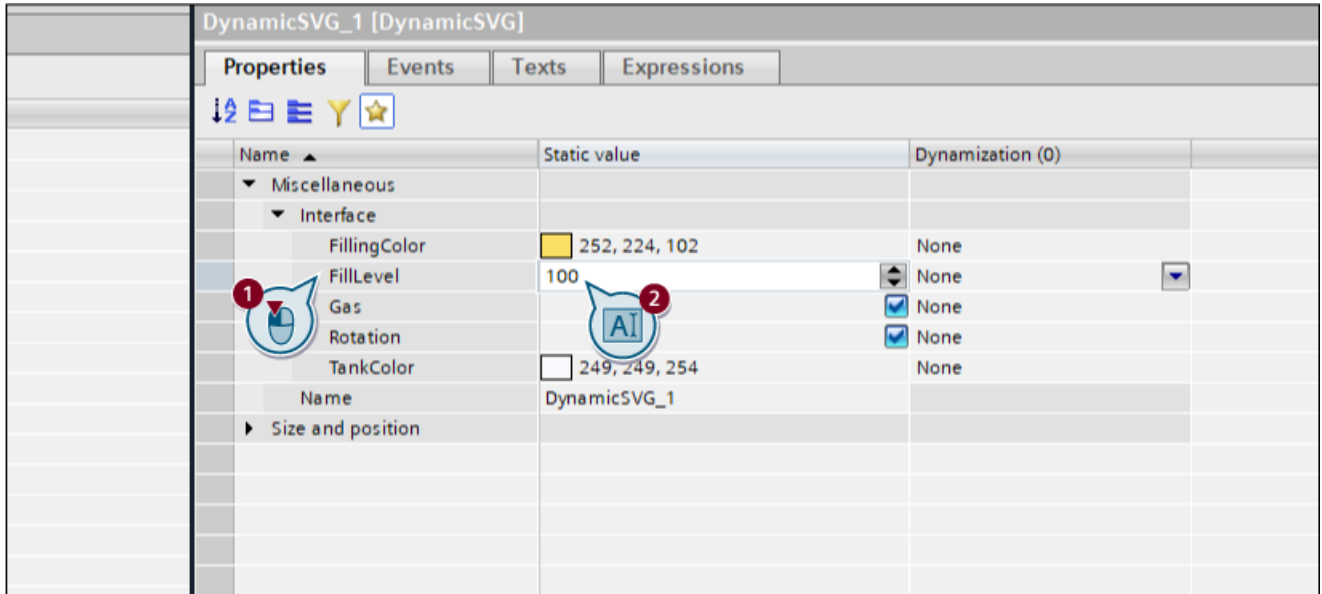 DynamicSVG_1 [DynamicSVG]
Properties Events Texts Expressions
Name Static value Dynamization (0)
Miscellaneous
Interface
FillingColor 252, 224, 102 None
FillLevel 100 None
1 Gas 2 None
AI
Rotation None
TankColor 249, 249, 254 None
Name DynamicSVG_1
Size and position